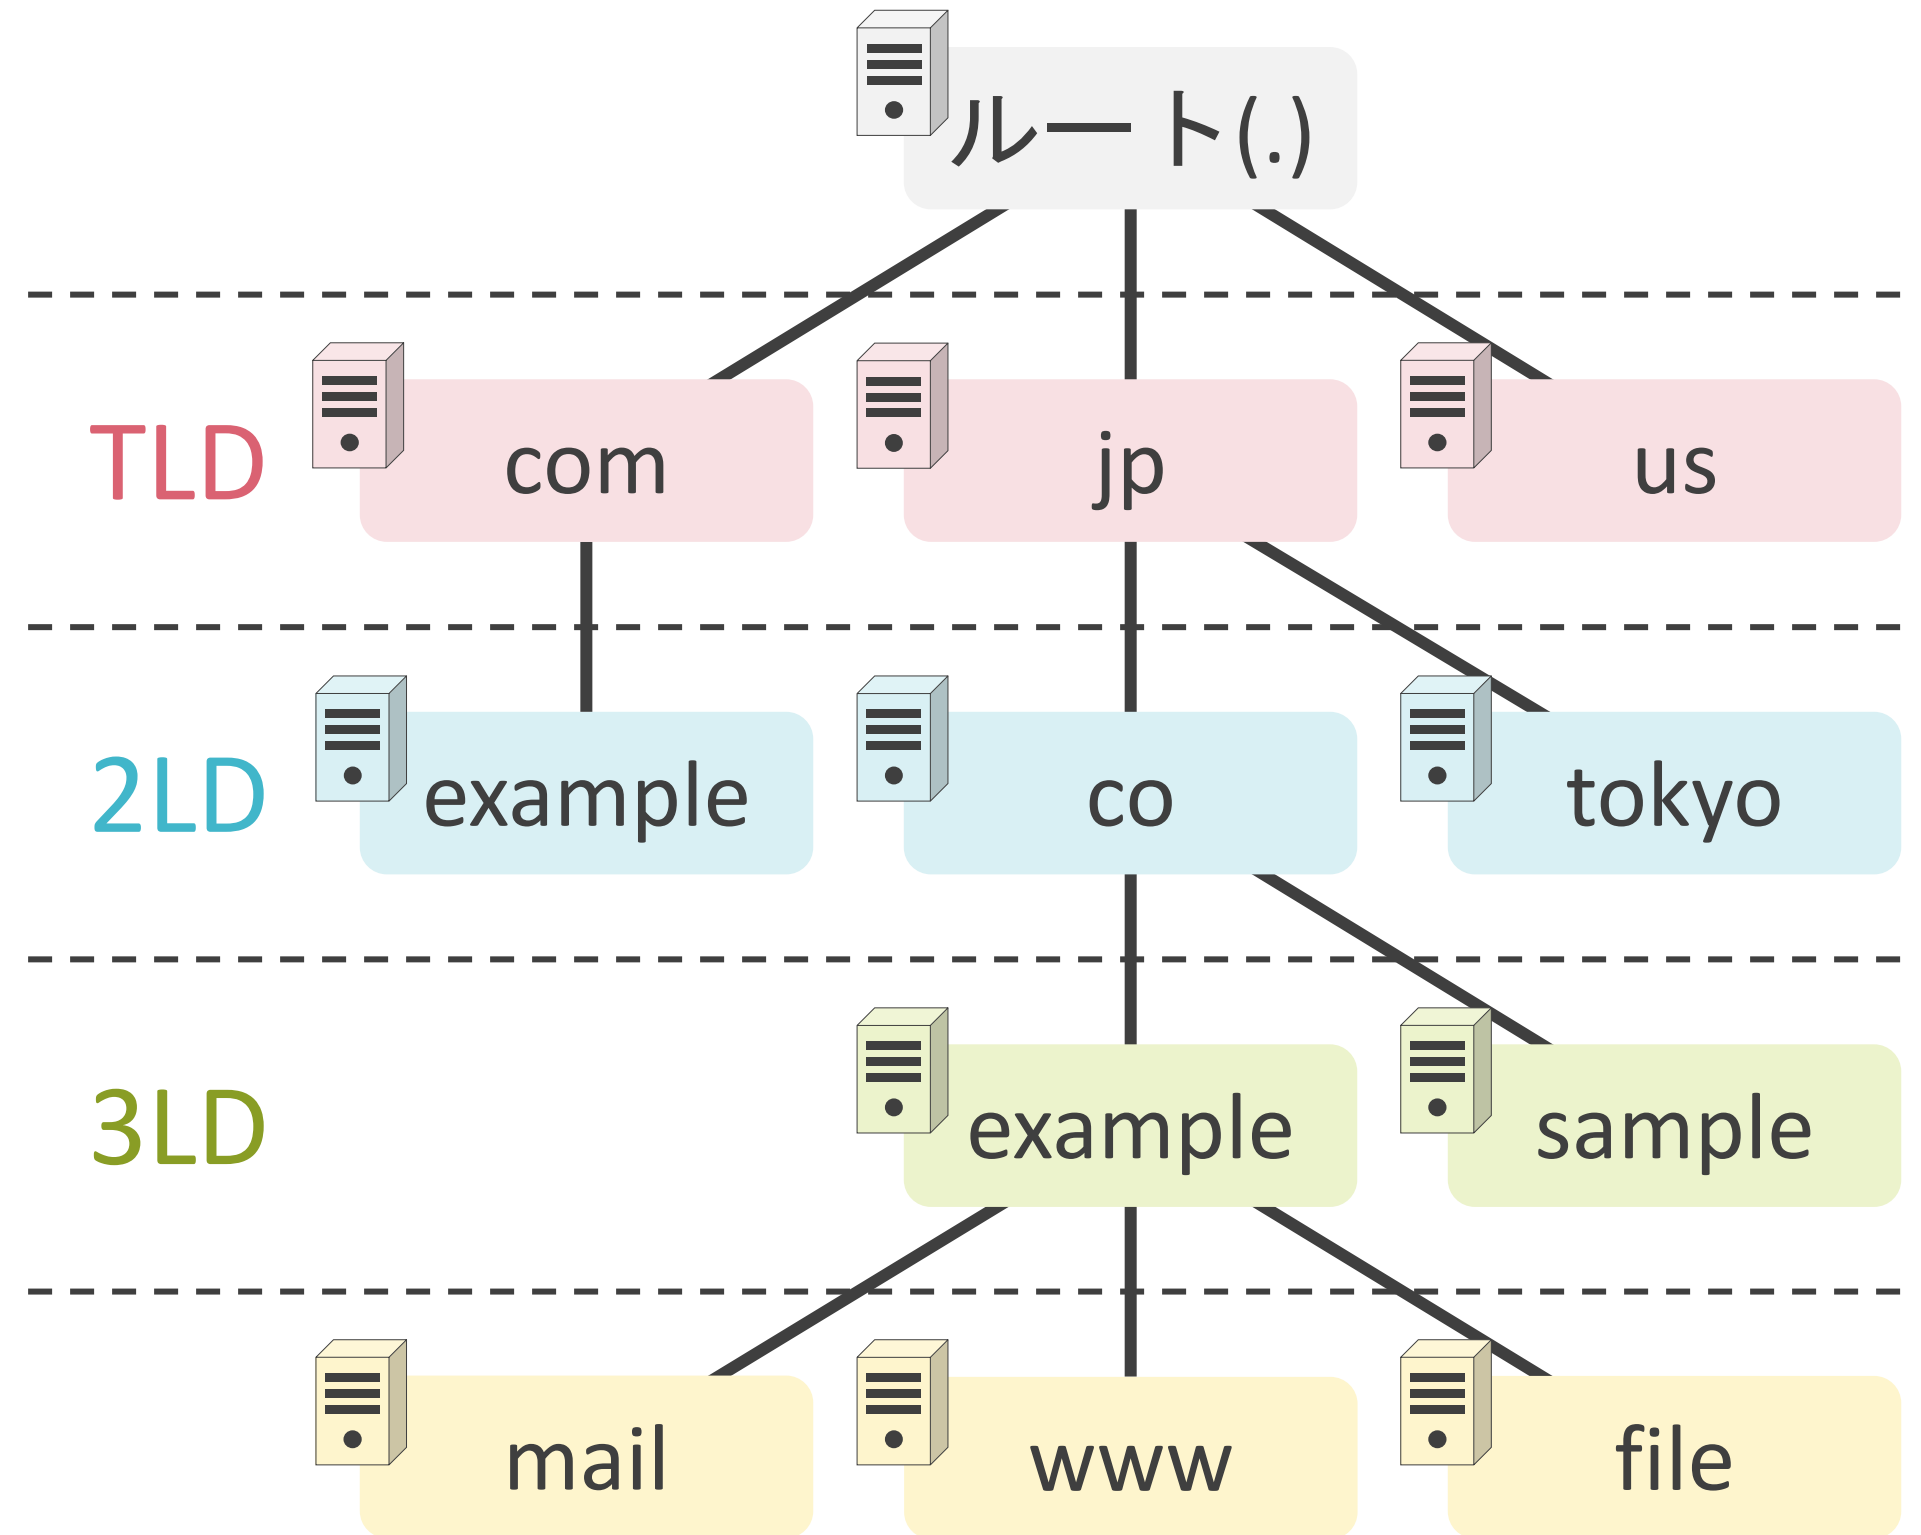 ルート(.)
TLD
com
jp
us
2LD
example
co
tokyo
3LD
example
sample
mail
www
file